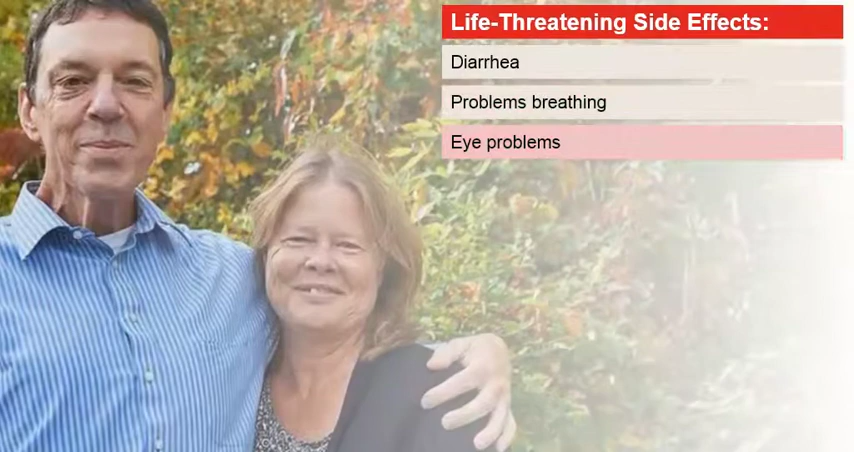 Life-Threatening Side Effects:
Diarrhea
Problems breathing
Eye problems